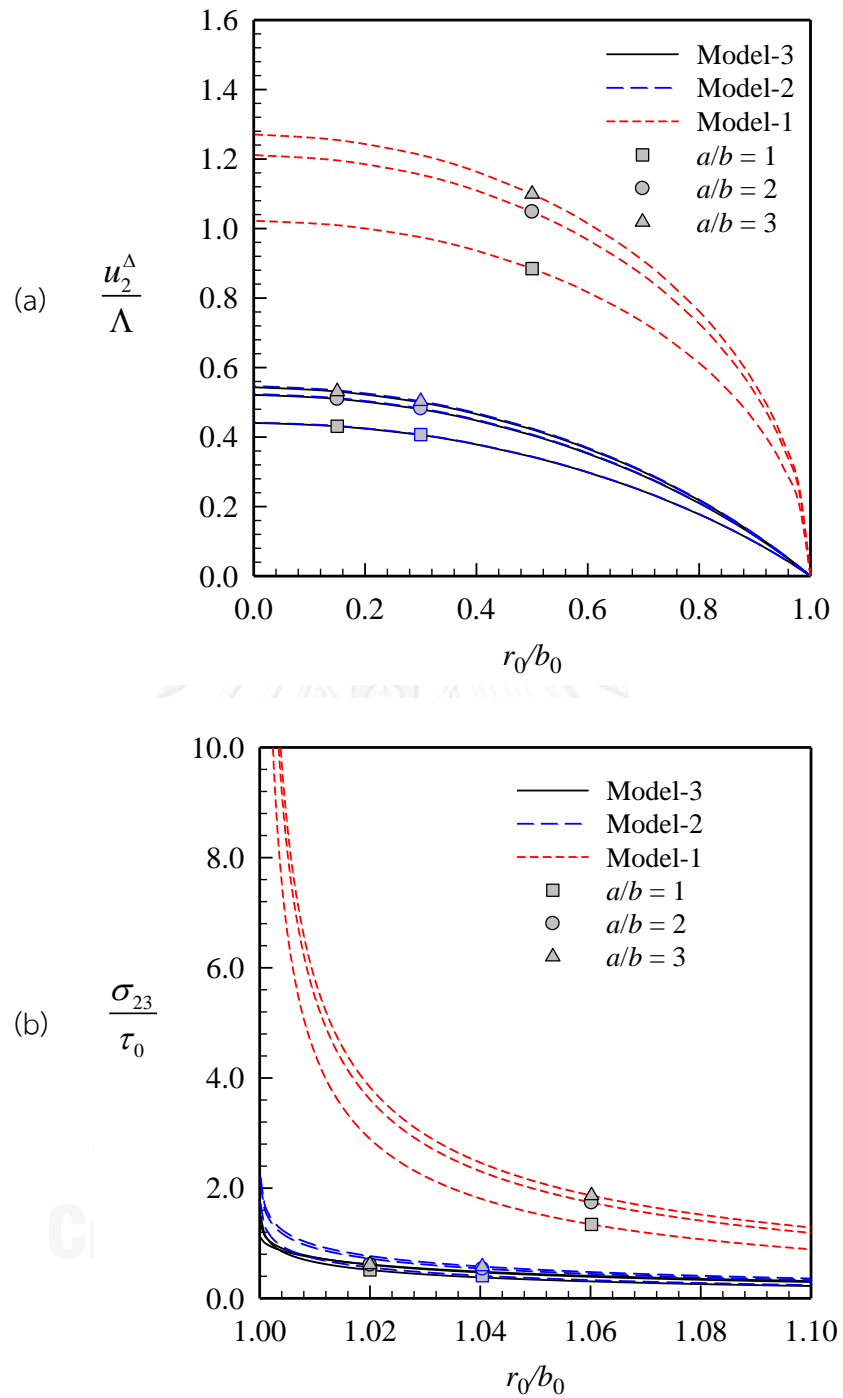 1.6
1.4
1.2
1.0
0.8
0.6
0.4
0.2
0.0
Model-3
Model-2
Model-1
a/b = 1
a/b = 2
a/b = 3
(a)
u₂^Δ
Λ
0.0 0.2 0.4 0.6 0.8 1.0
r₀/b₀
10.0
8.0
6.0
4.0
2.0
0.0
Model-3
Model-2
Model-1
a/b = 1
a/b = 2
a/b = 3
(b)
σ₂₃
τ₀
1.00 1.02 1.04 1.06 1.08 1.10
r₀/b₀